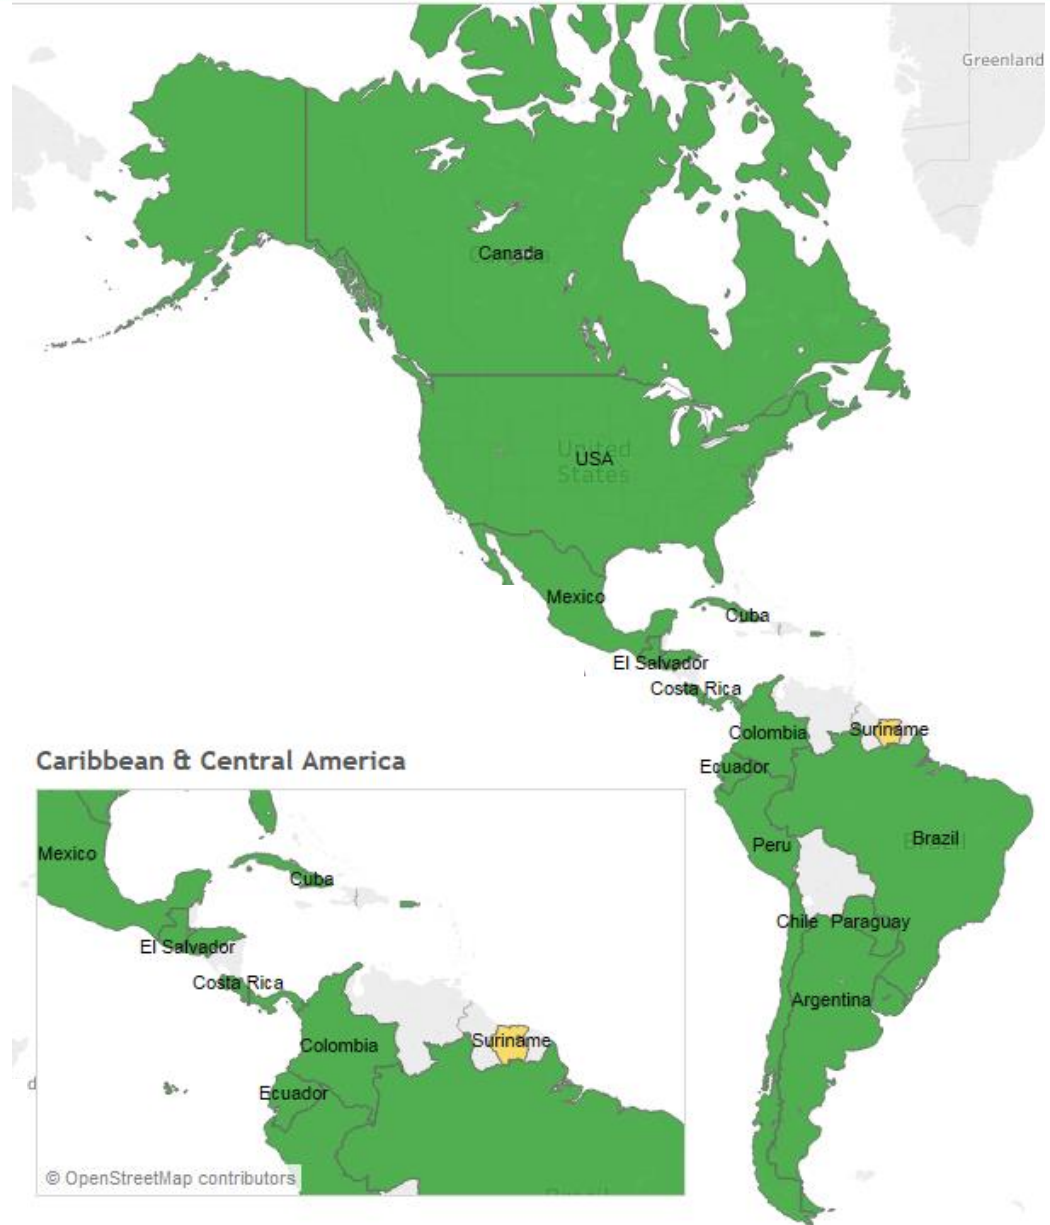 Greenland
Canada
United
USA
States
Mexico
Cuba
El Salvador
Costa Rica
Colombia
Suriname
Ecuador
Peru
Brazil
Chile
Paraguay
Argentina
Caribbean & Central America
Mexico
Cuba
El Salvador
Costa Rica
Colombia
Suriname
Ecuador
© OpenStreetMap contributors